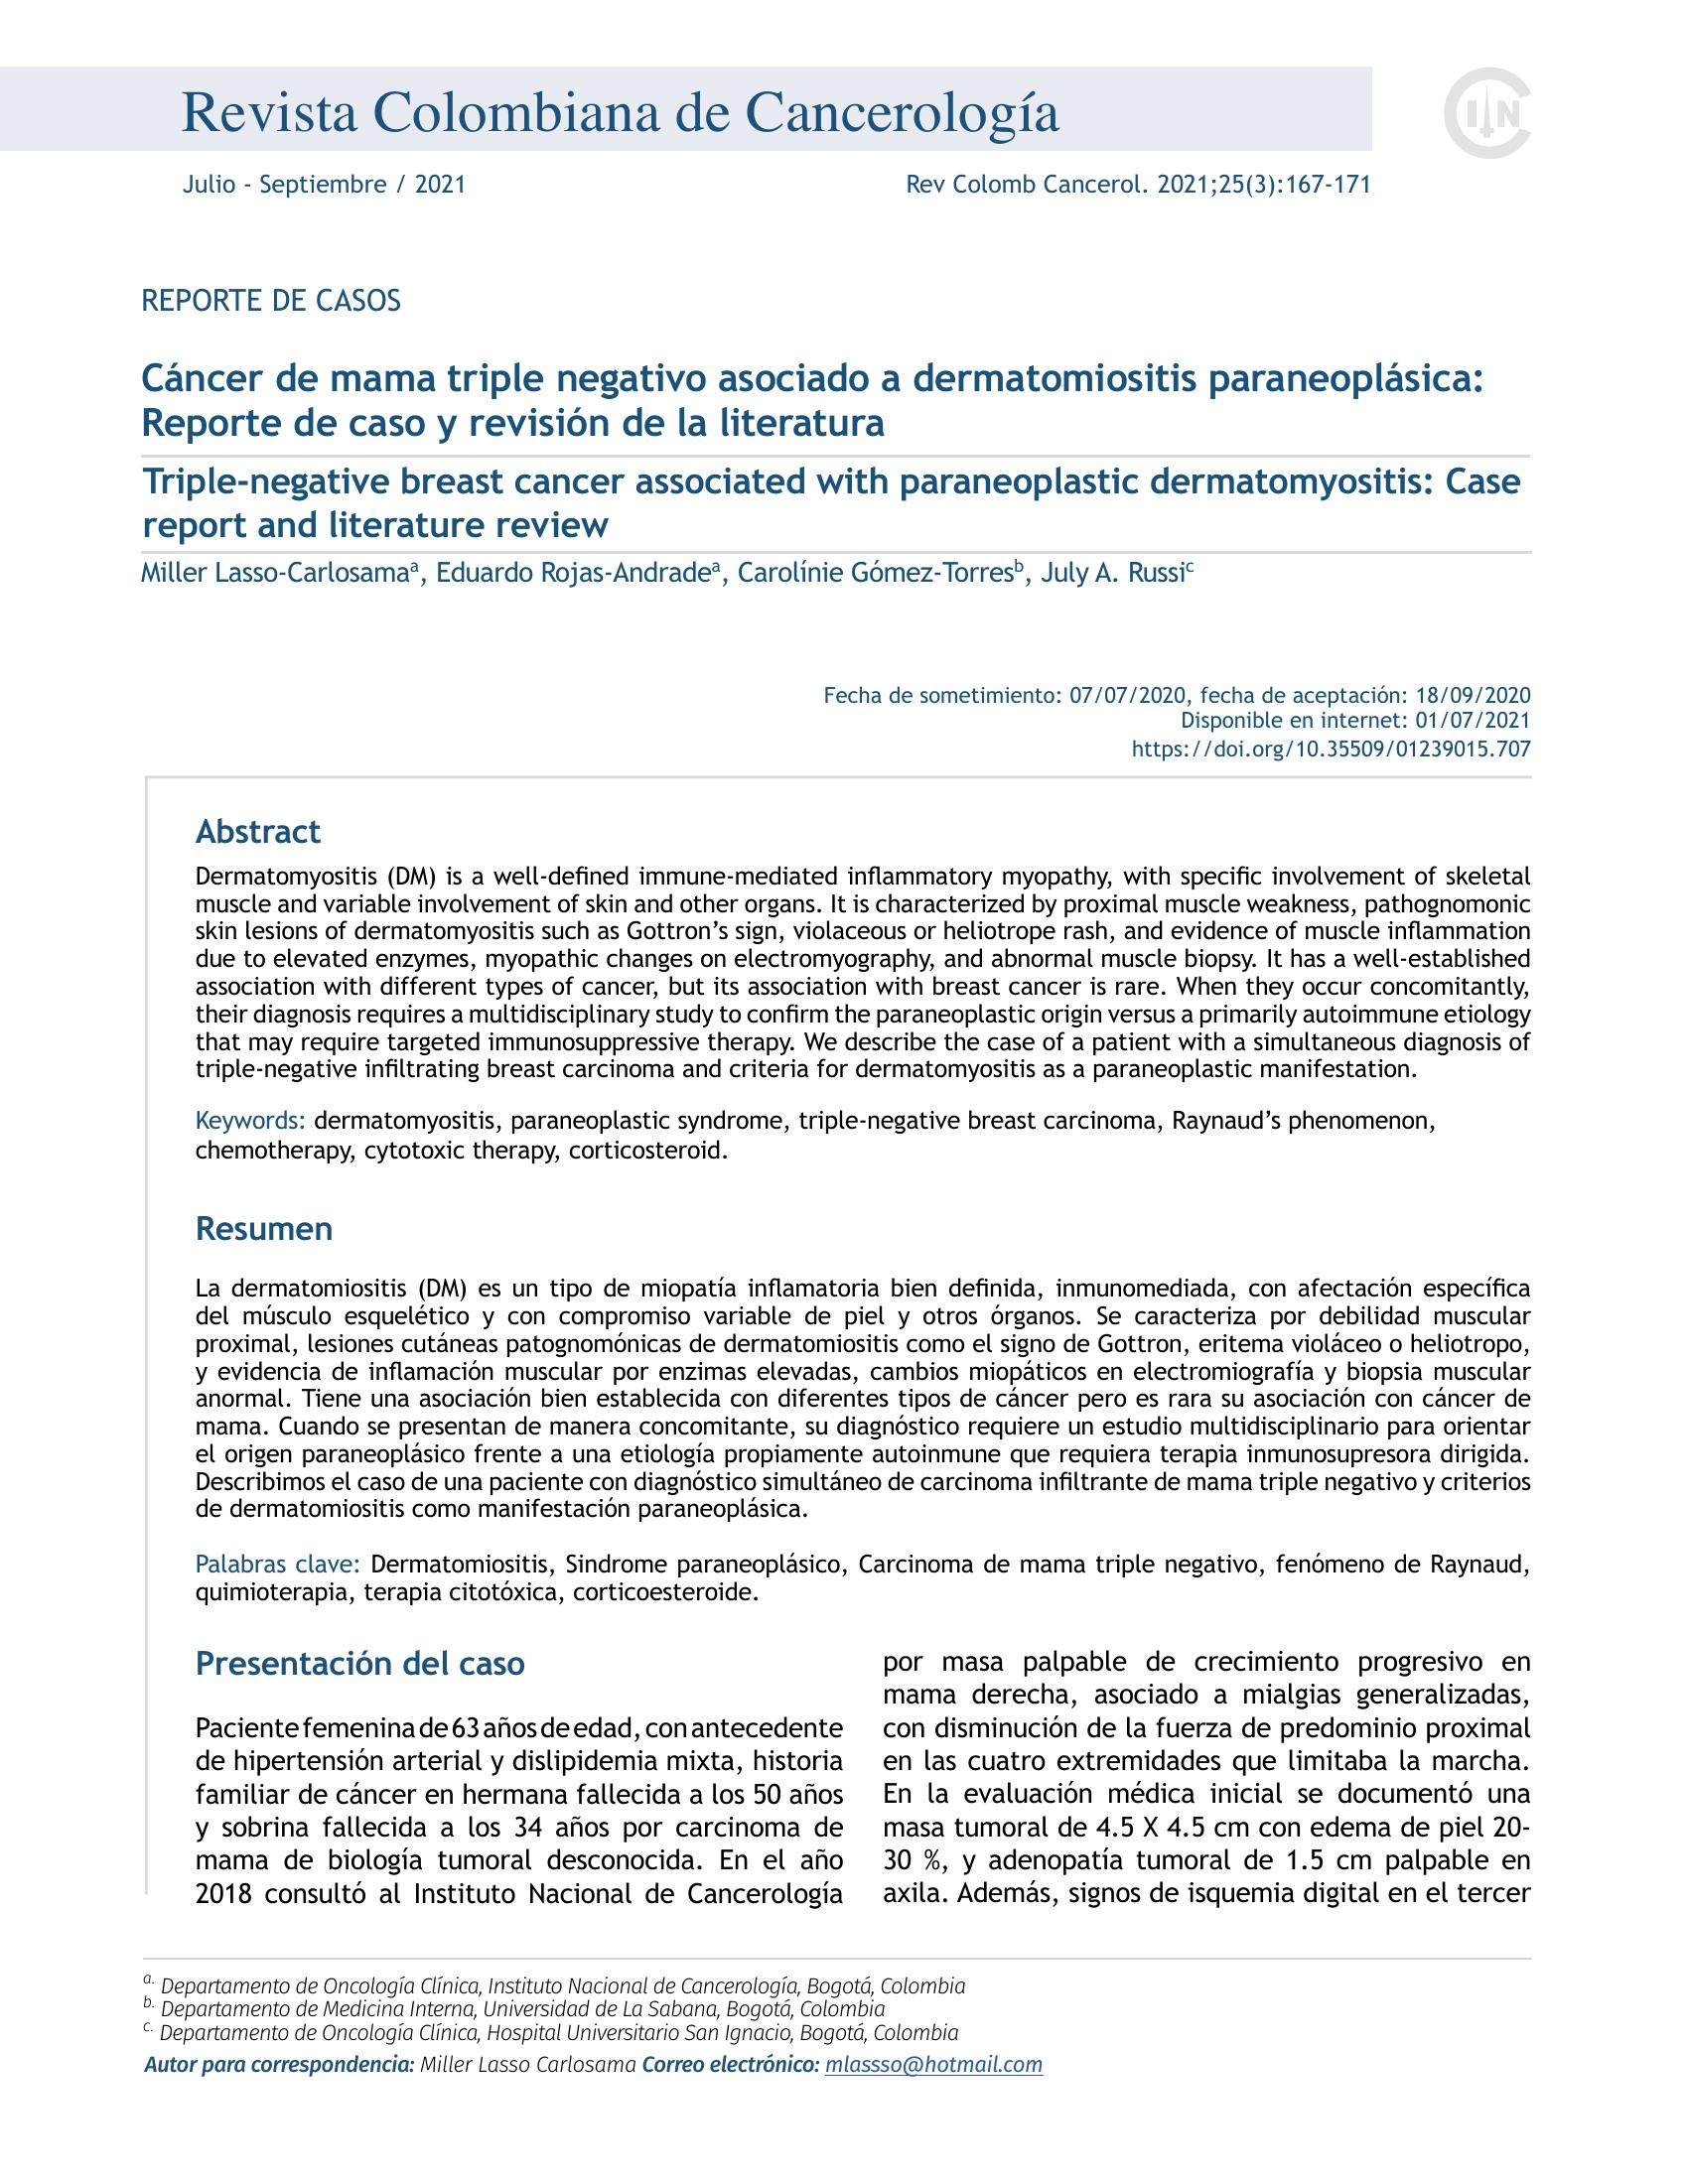 Revista Colombiana de Cancerología
IN
Julio - Septiembre / 2021
Rev Colomb Cancerol. 2021;25(3):167-171
REPORTE DE CASOS
Cáncer de mama triple negativo asociado a dermatomiositis paraneoplásica:
Reporte de caso y revisión de la literatura
Triple-negative breast cancer associated with paraneoplastic dermatomyositis: Case
report and literature review
Miller Lasso-Carlosamaᵃ, Eduardo Rojas-Andradeᵃ, Carolínie Gómez-Torresᵇ, July A. Russiᶜ
Fecha de sometimiento: 07/07/2020, fecha de aceptación: 18/09/2020
Disponible en internet: 01/07/2021
https://doi.org/10.35509/01239015.707
Abstract
Dermatomyositis (DM) is a well-defined immune-mediated inflammatory myopathy, with specific involvement of skeletal
muscle and variable involvement of skin and other organs. It is characterized by proximal muscle weakness, pathognomonic
skin lesions of dermatomyositis such as Gottron’s sign, violaceous or heliotrope rash, and evidence of muscle inflammation
due to elevated enzymes, myopathic changes on electromyography, and abnormal muscle biopsy. It has a well-established
association with different types of cancer, but its association with breast cancer is rare. When they occur concomitantly,
their diagnosis requires a multidisciplinary study to confirm the paraneoplastic origin versus a primarily autoimmune etiology
that may require targeted immunosuppressive therapy. We describe the case of a patient with a simultaneous diagnosis of
triple-negative infiltrating breast carcinoma and criteria for dermatomyositis as a paraneoplastic manifestation.
Keywords: dermatomyositis, paraneoplastic syndrome, triple-negative breast carcinoma, Raynaud’s phenomenon,
chemotherapy, cytotoxic therapy, corticosteroid.
Resumen
La dermatomiositis (DM) es un tipo de miopatía inflamatoria bien definida, inmunomediada, con afectación específica
del músculo esquelético y con compromiso variable de piel y otros órganos. Se caracteriza por debilidad muscular
proximal, lesiones cutáneas patognomónicas de dermatomiositis como el signo de Gottron, eritema violáceo o heliotropo,
y evidencia de inflamación muscular por enzimas elevadas, cambios miopáticos en electromiografía y biopsia muscular
anormal. Tiene una asociación bien establecida con diferentes tipos de cáncer pero es rara su asociación con cáncer de
mama. Cuando se presentan de manera concomitante, su diagnóstico requiere un estudio multidisciplinario para orientar
el origen paraneoplásico frente a una etiología propiamente autoinmune que requiera terapia inmunosupresora dirigida.
Describimos el caso de una paciente con diagnóstico simultáneo de carcinoma infiltrante de mama triple negativo y criterios
de dermatomiositis como manifestación paraneoplásica.
Palabras clave: Dermatomiositis, Sindrome paraneoplásico, Carcinoma de mama triple negativo, fenómeno de Raynaud,
quimioterapia, terapia citotóxica, corticoesteroide.
Presentación del caso
Paciente femenina de 63 años de edad, con antecedente
de hipertensión arterial y dislipidemia mixta, historia
familiar de cáncer en hermana fallecida a los 50 años
y sobrina fallecida a los 34 años por carcinoma de
mama de biología tumoral desconocida. En el año
2018 consultó al Instituto Nacional de Cancerología
por masa palpable de crecimiento progresivo en
mama derecha, asociado a mialgias generalizadas,
con disminución de la fuerza de predominio proximal
en las cuatro extremidades que limitaba la marcha.
En la evaluación médica inicial se documentó una
masa tumoral de 4.5 X 4.5 cm con edema de piel 20-
30 %, y adenopatía tumoral de 1.5 cm palpable en
axila. Además, signos de isquemia digital en el tercer
a. Departamento de Oncología Clínica, Instituto Nacional de Cancerología, Bogotá, Colombia
b. Departamento de Medicina Interna, Universidad de La Sabana, Bogotá, Colombia
c. Departamento de Oncología Clínica, Hospital Universitario San Ignacio, Bogotá, Colombia
Autor para correspondencia: Miller Lasso Carlosama Correo electrónico: mlassso@hotmail.com